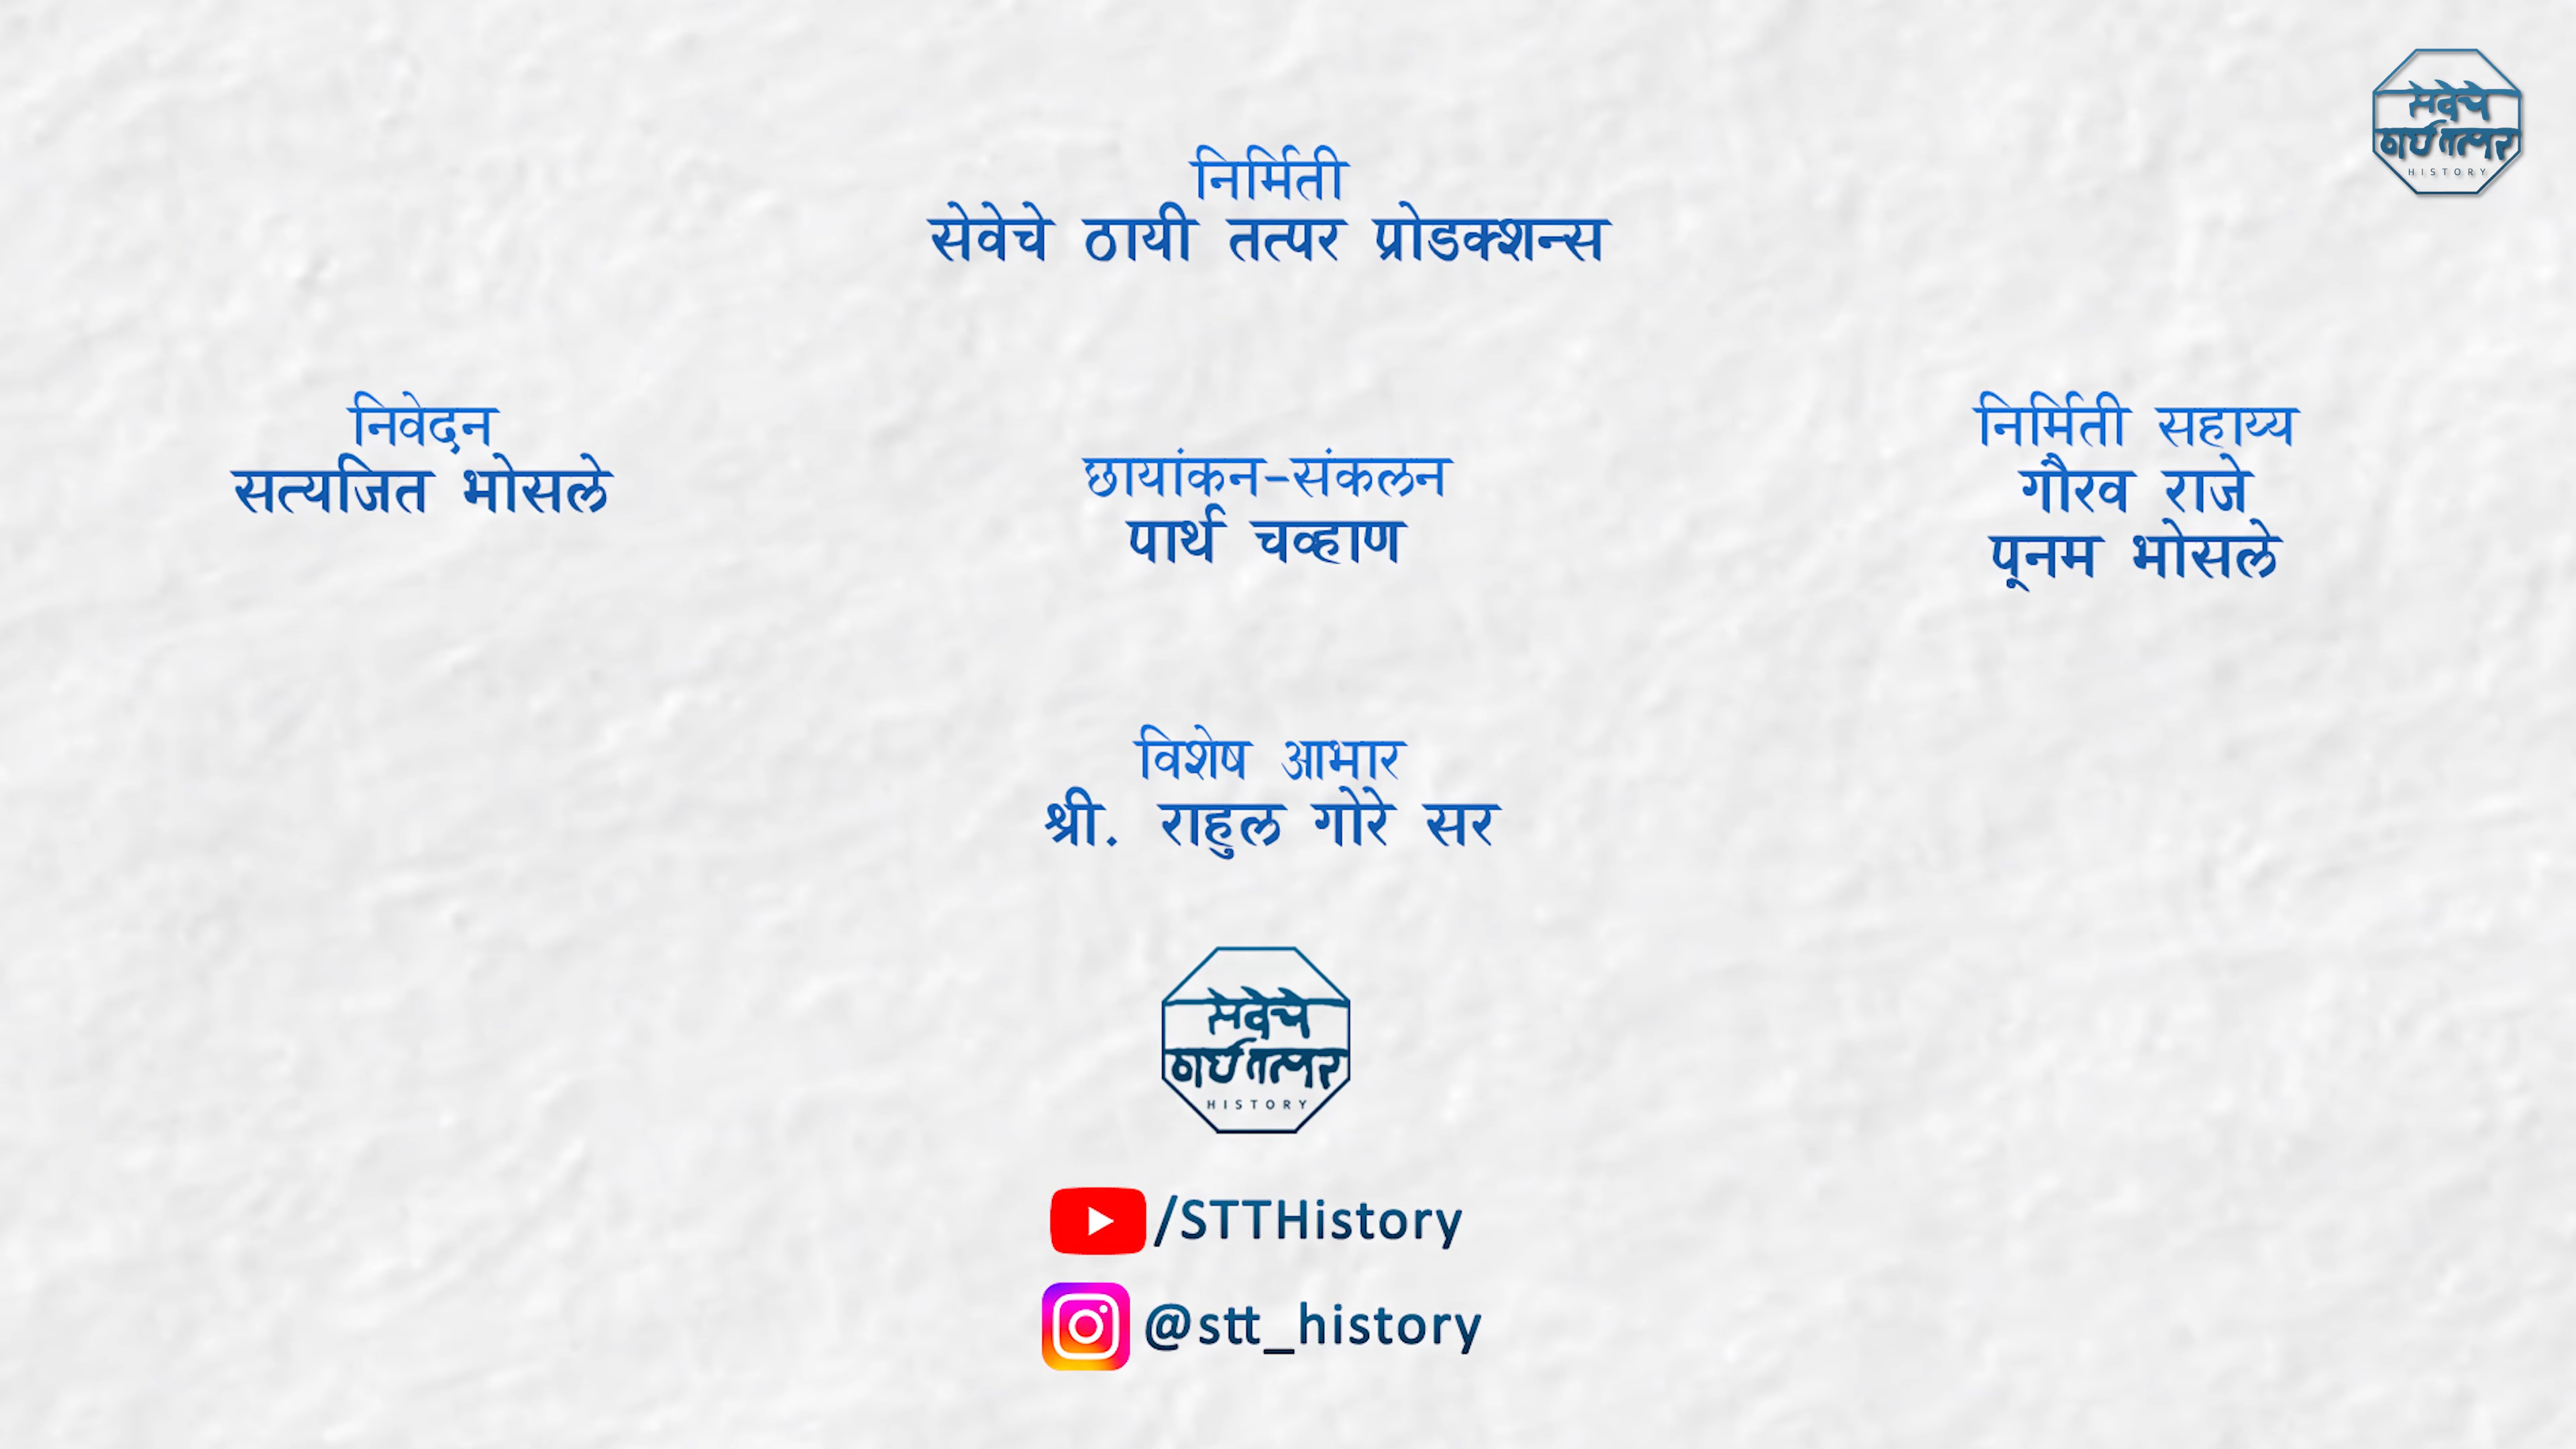 सेवेचे
ठायी तत्पर
HISTORY
निर्मिती
सेवेचे ठायी तत्पर प्रोडक्शन्स
निवेदन
सत्यजित भोसले
छायांकन-संकलन
पार्थ चव्हाण
निर्मिती सहाय्य
गौरव राजे
पूनम भोसले
विशेष आभार
श्री. राहुल गोरे सर
सेवेचे
ठायी तत्पर
HISTORY
/STTHistory
@stt_history